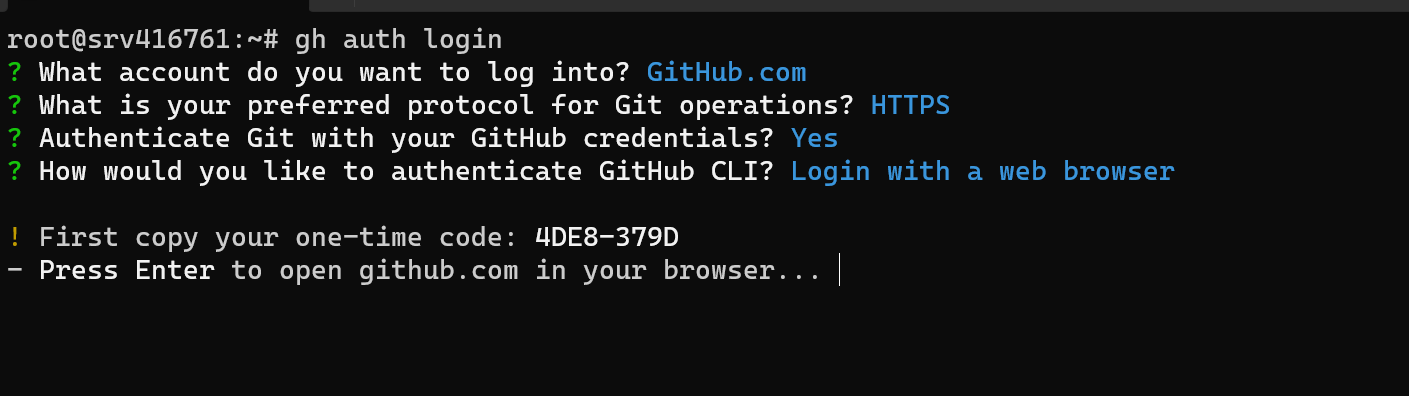 root@srv416761:~# gh auth login
? What account do you want to log into? GitHub.com
? What is your preferred protocol for Git operations? HTTPS
? Authenticate Git with your GitHub credentials? Yes
? How would you like to authenticate GitHub CLI? Login with a web browser
! First copy your one-time code: 4DE8-379D
- Press Enter to open github.com in your browser...